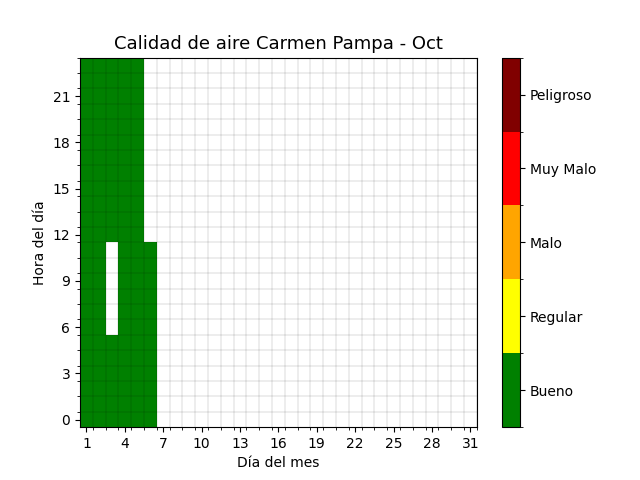 Calidad de aire Carmen Pampa - Oct
Hora del día
21
18
15
12
9
6
3
0
1 4 7 10 13 16 19 22 25 28 31
Día del mes
Peligroso
Muy Malo
Malo
Regular
Bueno